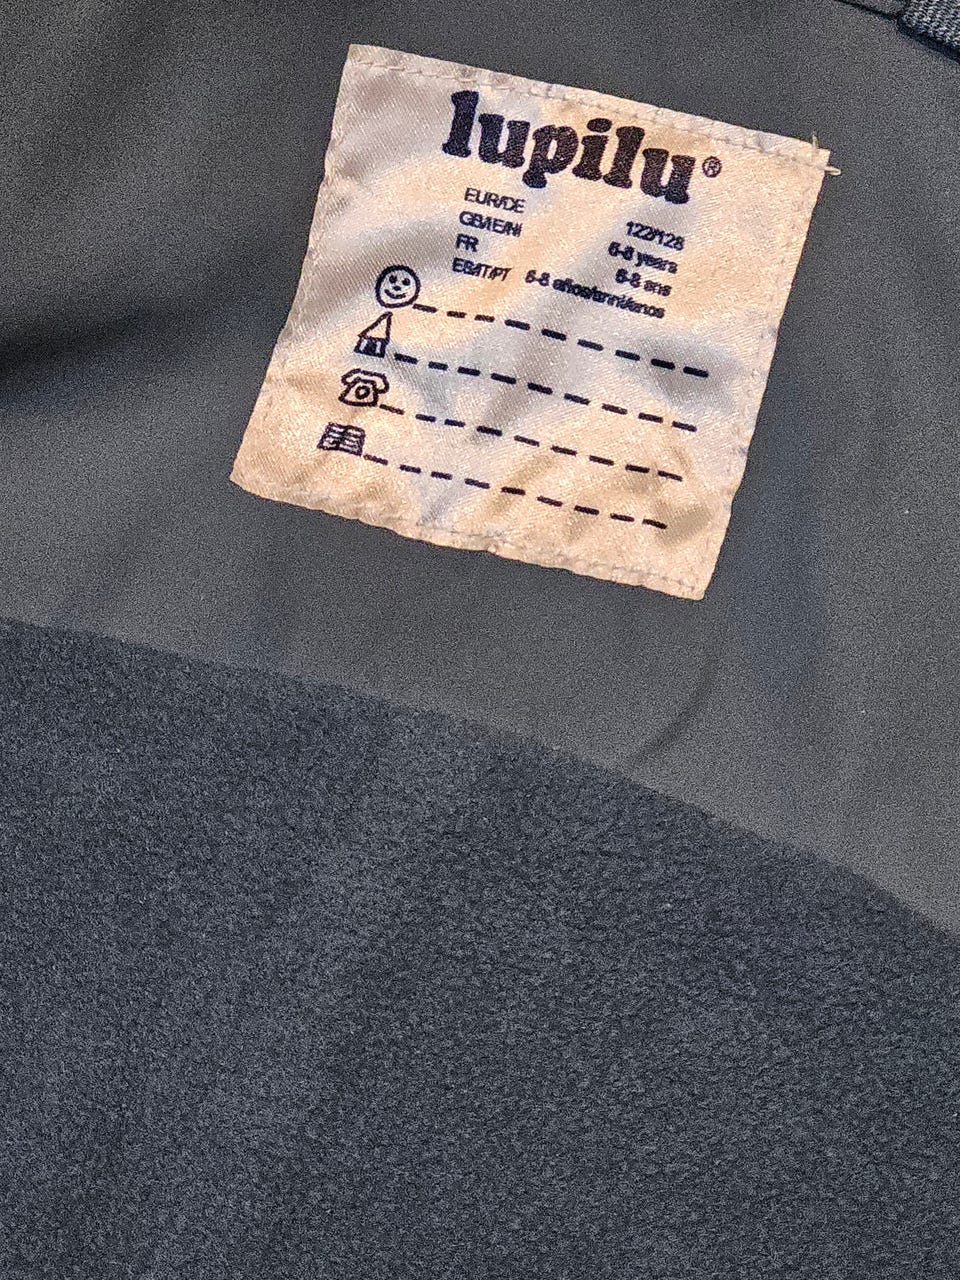 lupilu®
EUR/DE 122/128
GB/IE/NI 6-8 years
FR 6-8 ans
ES/IT/PT 6-8 años/anni/anos